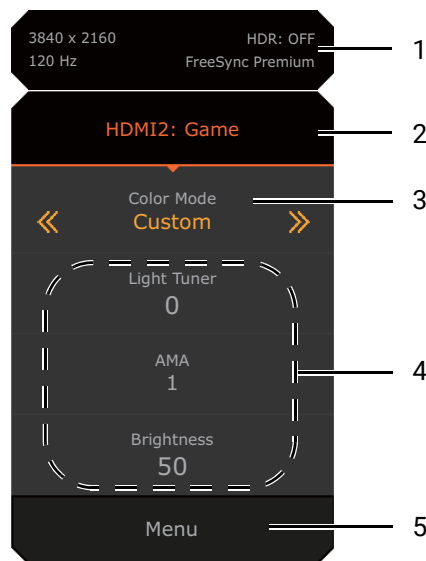 3840 x 2160 HDR: OFF
120 Hz FreeSync Premium
1
HDMI2: Game
2
Color Mode
3
Custom
Light Tuner
0
AMA
1
4
Brightness
50
Menu
5